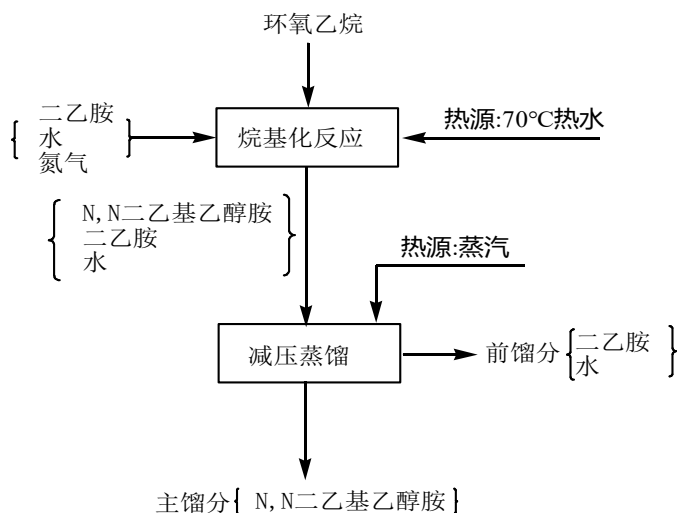 环氧乙烷
二乙胺
水
氮气
烷基化反应
热源:70℃热水
N,N二乙基乙醇胺
二乙胺
水
热源:蒸汽
减压蒸馏
前馏分
二乙胺
水
主馏分{ N,N二乙基乙醇胺}